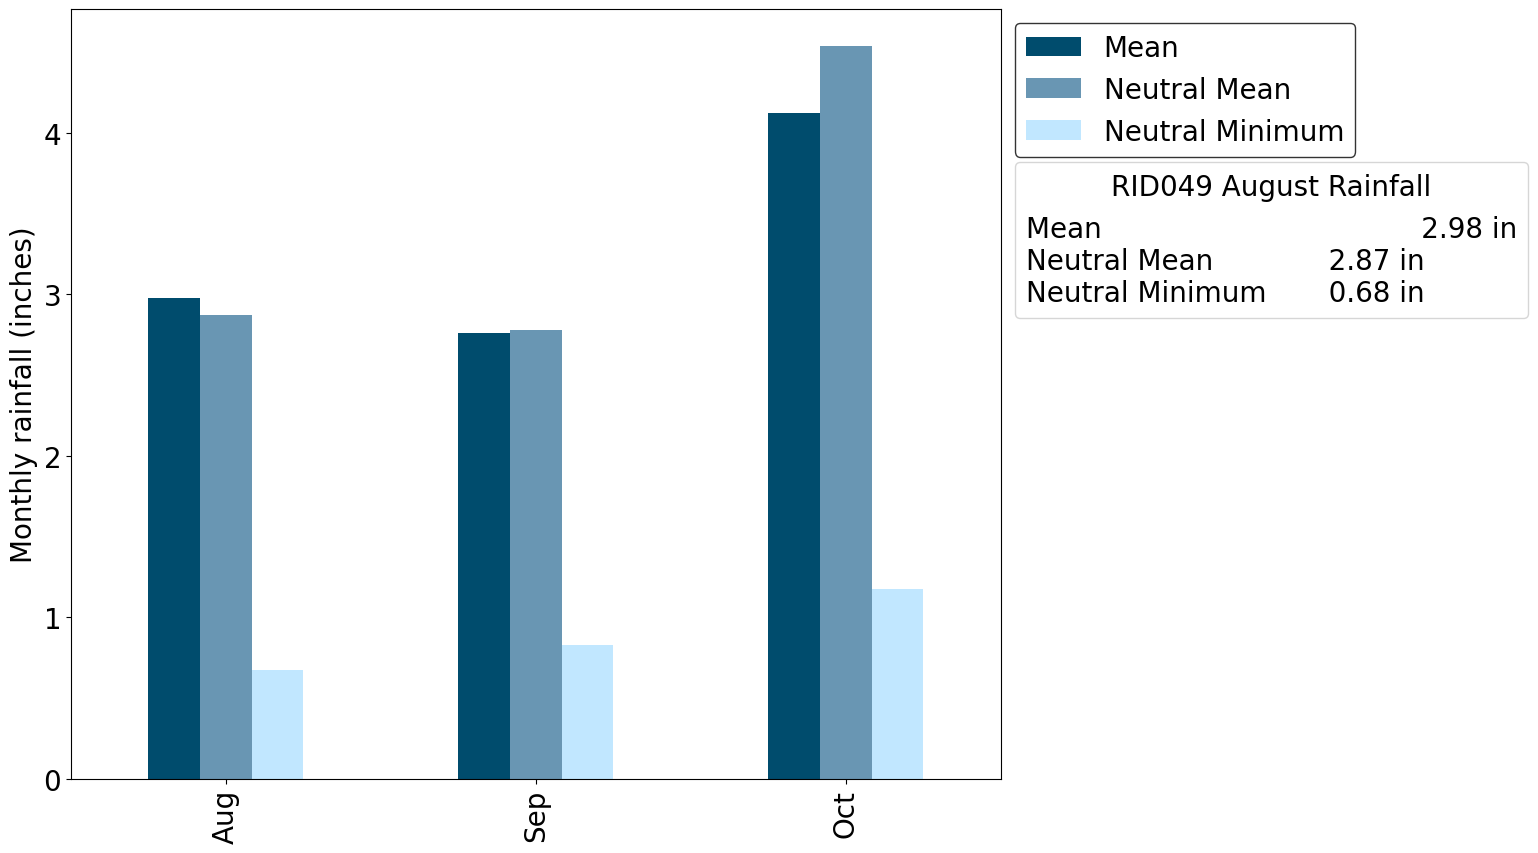 Monthly rainfall (inches)
4
3
2
1
0
Aug
Sep
Oct
Mean
Neutral Mean
Neutral Minimum
RID049 August Rainfall
Mean 2.98 in
Neutral Mean 2.87 in
Neutral Minimum 0.68 in